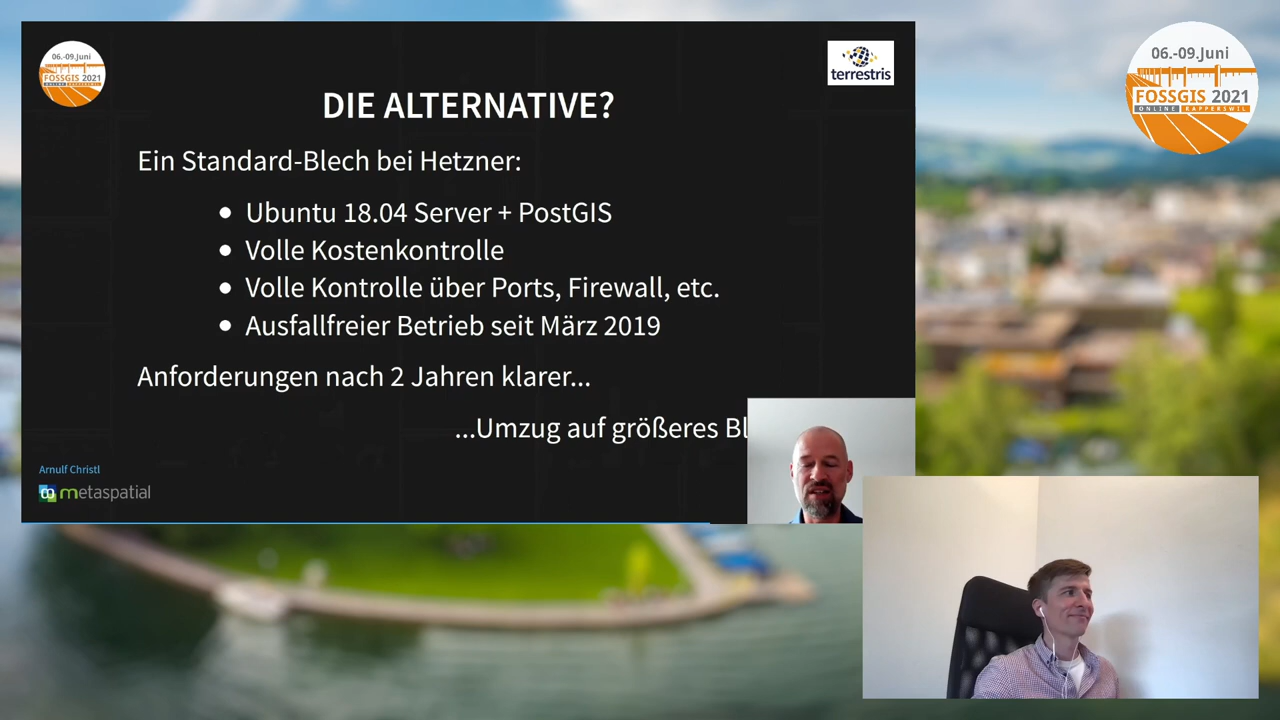 06.-09.Juni
FOSSGIS 2021
ONLINE RAPPERSWIL
terrestris
DIE ALTERNATIVE?
Ein Standard-Blech bei Hetzner:
• Ubuntu 18.04 Server + PostGIS
• Volle Kostenkontrolle
• Volle Kontrolle über Ports, Firewall, etc.
• Ausfallfreier Betrieb seit März 2019
Anforderungen nach 2 Jahren klarer...
...Umzug auf größeres Bl
Arnulf Christl
metaspatial
06.-09.Juni
FOSSGIS 2021
ONLINE RAPPERSWIL